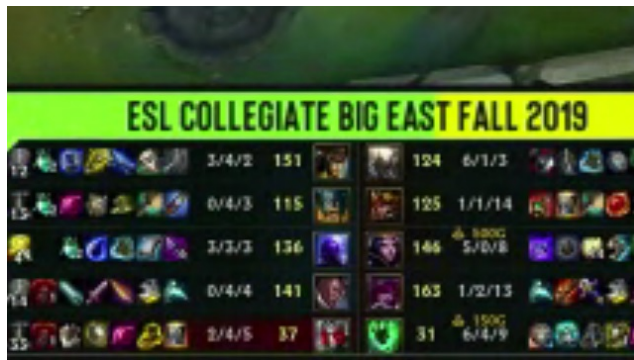 ESL COLLEGIATE BIG EAST FALL 2019
3/4/2 151 124 6/1/3
0/4/3 115 125 1/1/14
500G
3/3/3 136 146 5/0/8
0/4/4 141 163 1/2/13
150G
2/4/5 37 31 6/4/9